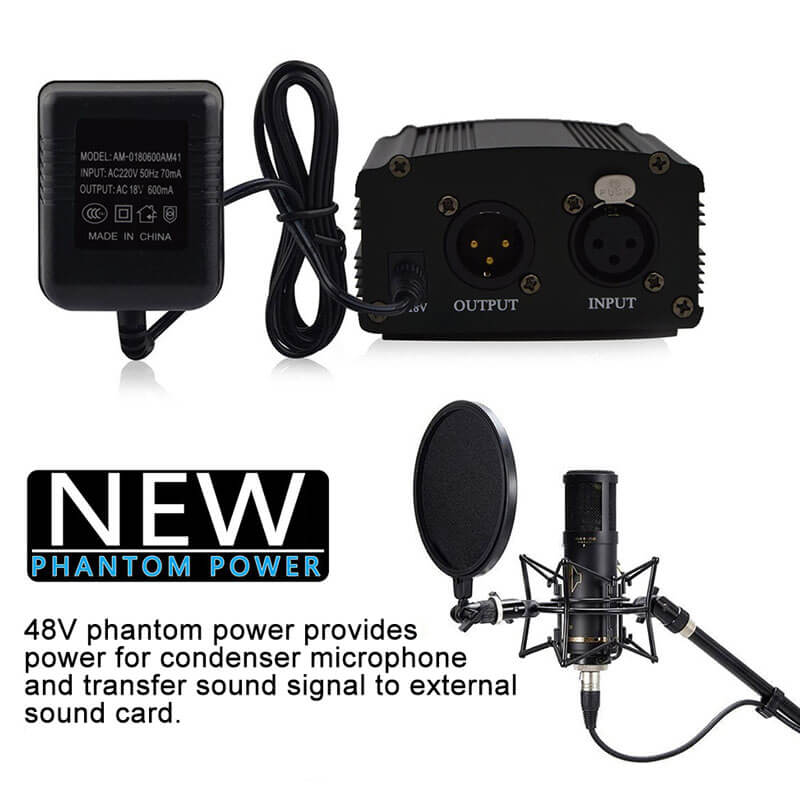 MODEL: AM-0180600AM41
INPUT: AC220V 50Hz 70mA
OUTPUT: AC 18V 600mA
MADE IN CHINA
PUSH
OUTPUT
INPUT
NEW
PHANTOM POWER
48V phantom power provides
power for condenser microphone
and transfer sound signal to external
sound card.